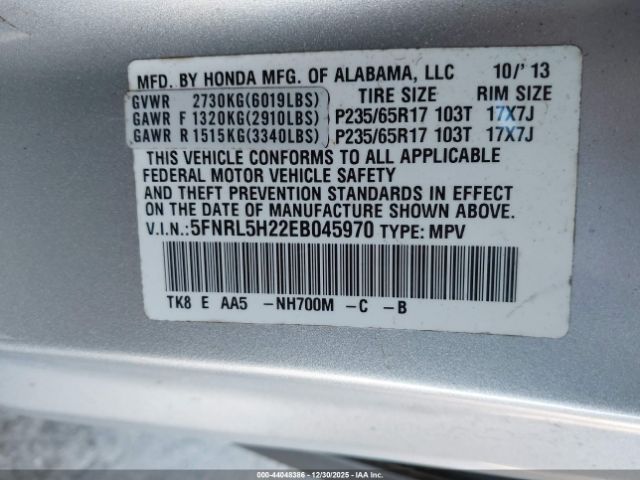 MFD. BY HONDA MFG. OF ALABAMA, LLC 10/'13
GVWR 2730KG(6019LBS) TIRE SIZE RIM SIZE
GAWR F 1320KG(2910LBS) P235/65R17 103T 17X7J
GAWR R 1515KG(3340LBS) P235/65R17 103T 17X7J
THIS VEHICLE CONFORMS TO ALL APPLICABLE
FEDERAL MOTOR VEHICLE SAFETY
AND THEFT PREVENTION STANDARDS IN EFFECT
ON THE DATE OF MANUFACTURE SHOWN ABOVE.
V.I.N.:5FNRL5H22EB045970 TYPE: MPV
TK8 E AA5 -NH700M -C -B
000-44048386 - 12/30/2025 - IAAI.COM